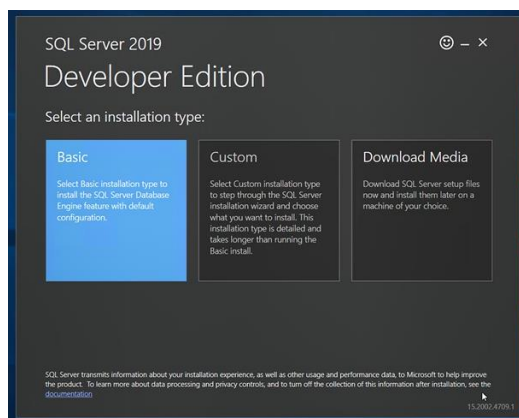 SQL Server 2019
Developer Edition
Select an installation type:
Basic
Select Basic installation type to
install the SQL Server Database
Engine feature with default
configuration.
Custom
Select Custom installation type
to step through the SQL Server
installation wizard and choose
what you want to install. This
installation type is detailed and
takes longer than running the
Basic install.
Download Media
Download SQL Server setup files
now and install them later on a
machine of your choice.
SQL Server transmits information about your installation experience, as well as other usage and performance data, to Microsoft to help improve
the product. To learn more about data processing and privacy controls, and to turn off the collection of this information after installation, see the
documentation
15.2002.4709.1